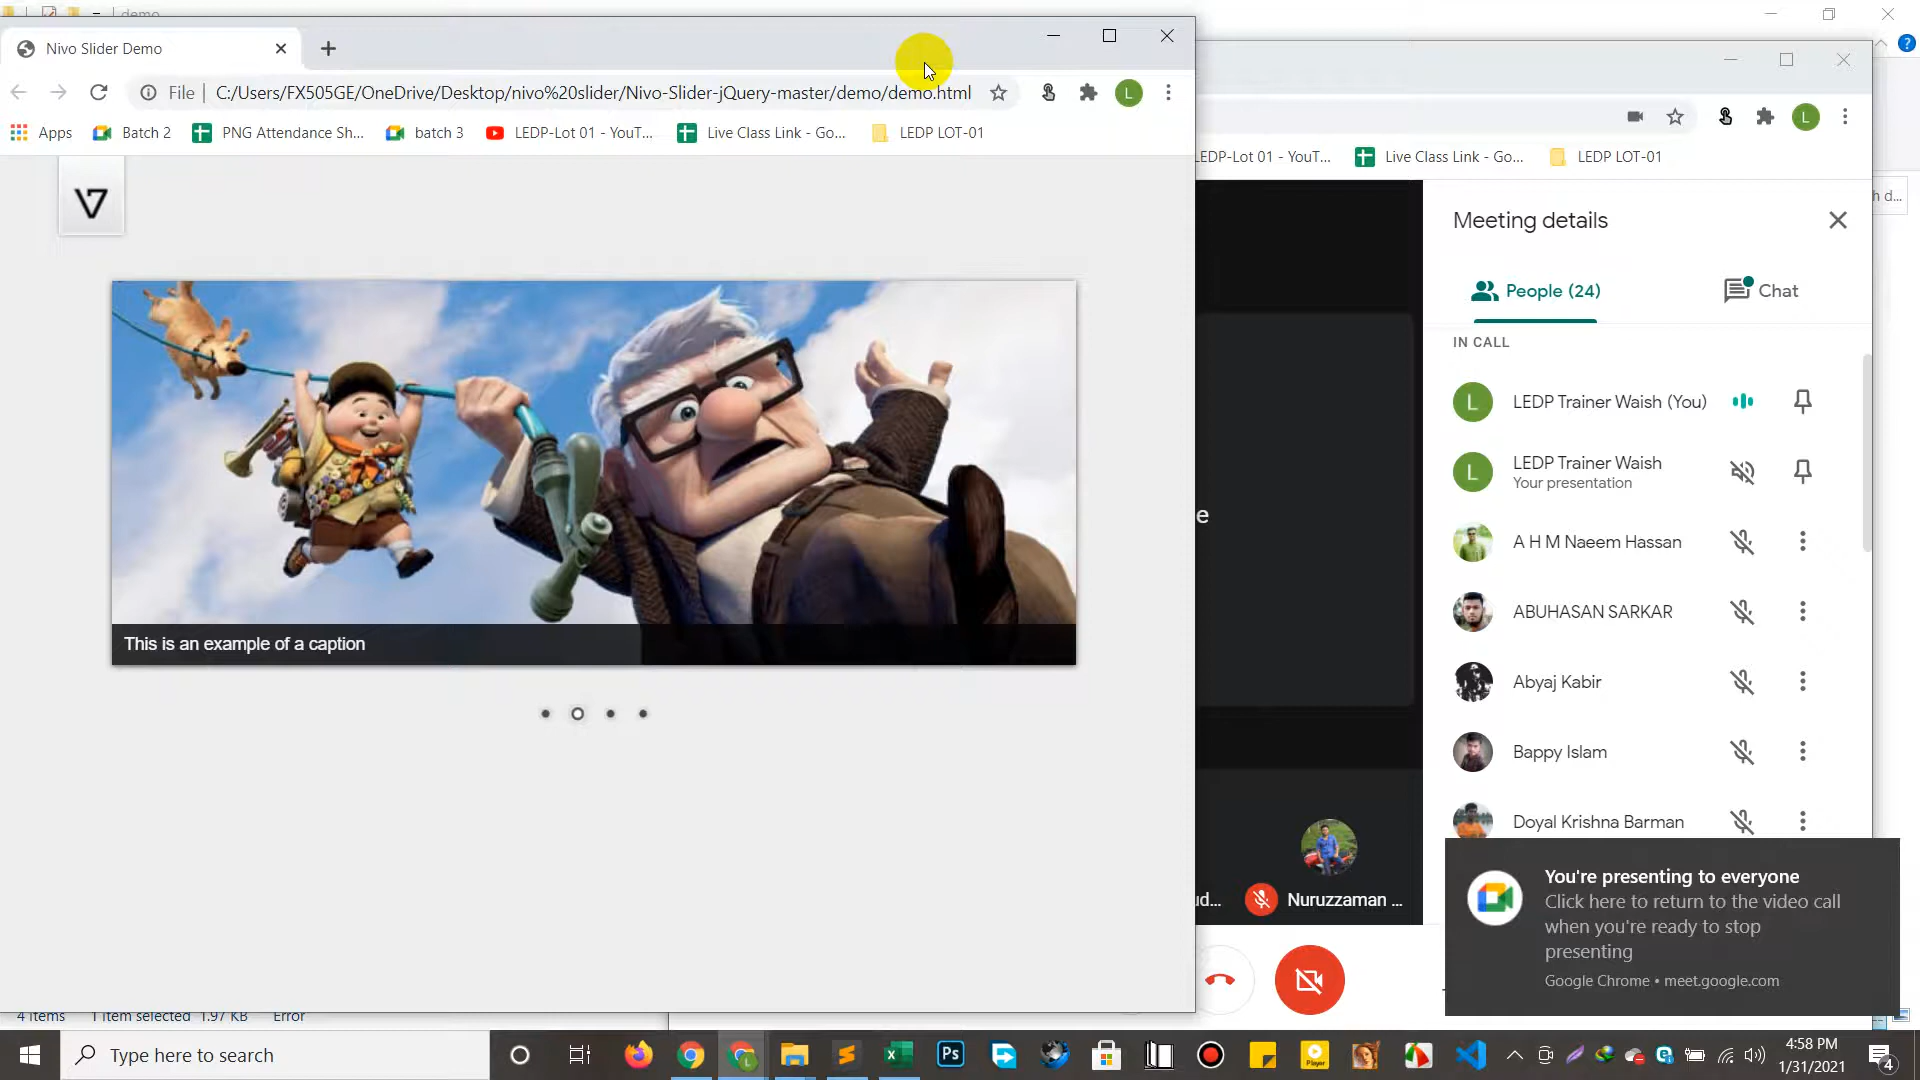 demo
Nivo Slider Demo
File
C:/Users/FX505GE/OneDrive/Desktop/nivo%20slider/Nivo-Slider-jQuery-master/demo/demo.html
L
L
Apps
Batch 2
PNG Attendance Sh...
batch 3
LEDP-Lot 01 - YouT...
Live Class Link - Go...
LEDP LOT-01
LEDP-Lot 01 - YouT...
Live Class Link - Go...
LEDP LOT-01
h d...
This is an example of a caption
e
ud...
Nuruzzaman ...
Meeting details
People (24)
Chat
IN CALL
L
LEDP Trainer Waish (You)
L
LEDP Trainer Waish
Your presentation
A H M Naeem Hassan
ABUHASAN SARKAR
Abyaj Kabir
Bappy Islam
Doyal Krishna Barman
You're presenting to everyone
Click here to return to the video call
when you're ready to stop
presenting
Google Chrome • meet.google.com
4 items
1 item selected 1.97 KB
Error
Type here to search
L
Ps
Player
4:58 PM
1/31/2021
4